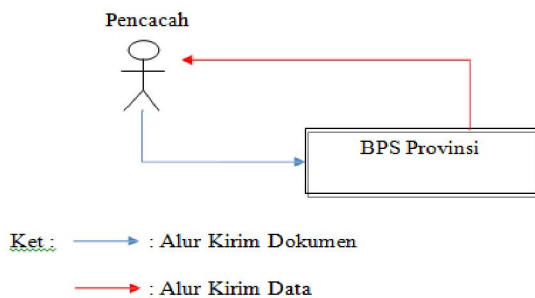 Pencacah
BPS Provinsi
Ket : : Alur Kirim Dokumen
: Alur Kirim Data